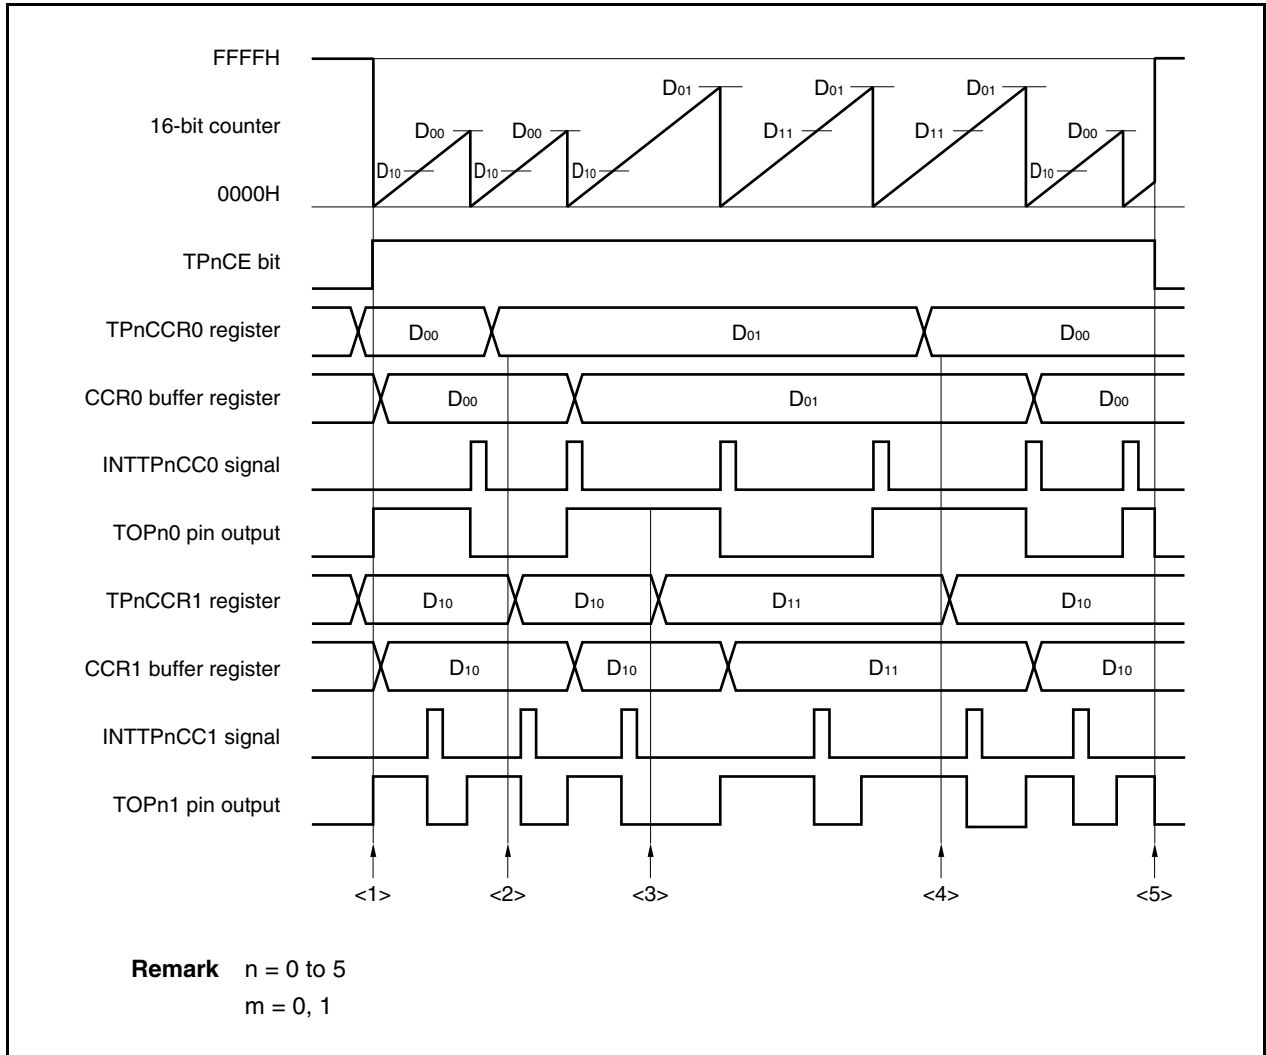 FFFFH
D01 D01 D01
16-bit counter D00 D00 D11 D11 D00
D10 D10 D10 D10
0000H
TPnCE bit
TPnCCR0 register D00 D01 D00
CCR0 buffer register D00 D01 D00
INTTPnCC0 signal
TOPn0 pin output
TPnCCR1 register D10 D10 D11 D10
CCR1 buffer register D10 D10 D11 D10
INTTPnCC1 signal
TOPn1 pin output
<1> <2> <3> <4> <5>
Remark n = 0 to 5
m = 0, 1